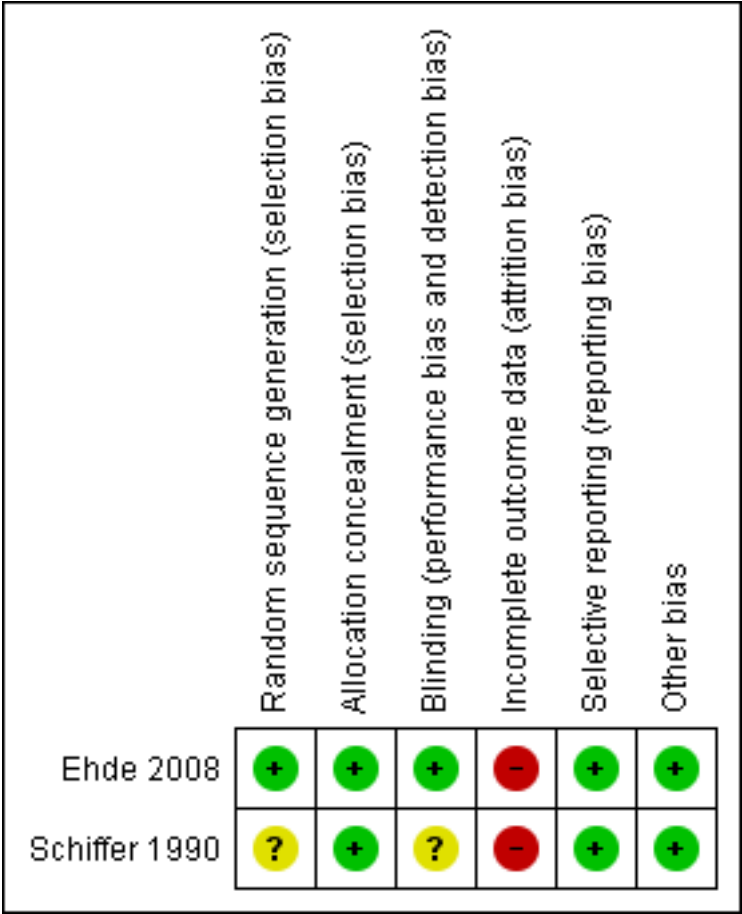 Random sequence generation (selection bias)
Allocation concealment (selection bias)
Blinding (performance bias and detection bias)
Incomplete outcome data (attrition bias)
Selective reporting (reporting bias)
Other bias
Ehde 2008 + + + - + +
Schiffer 1990 ? + ? - + +